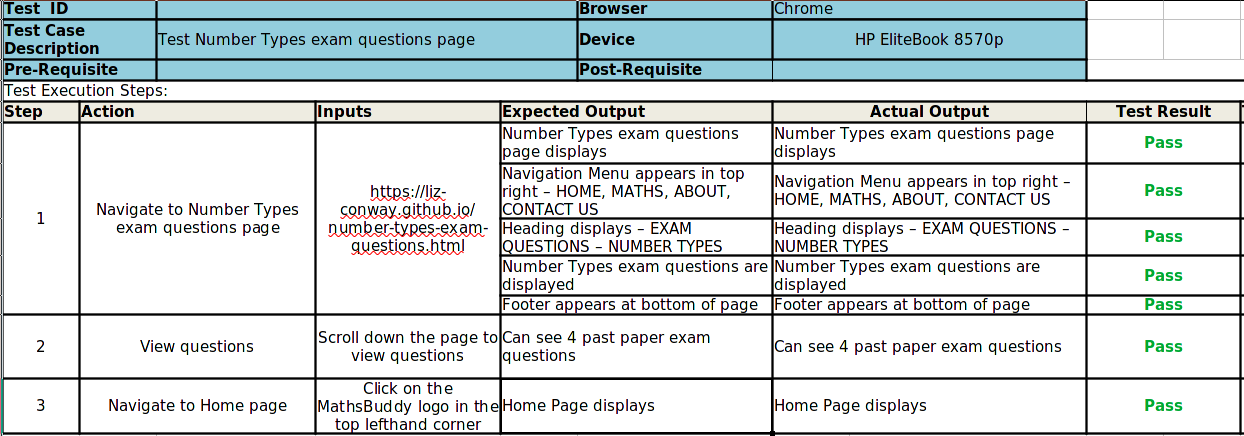 Test  ID
Browser
Chrome
Test Case
Description
Test Number Types exam questions page
Device
HP EliteBook 8570p
Pre-Requisite
Post-Requisite
Test Execution Steps:
Step
Action
Inputs
Expected Output
Actual Output
Test Result
1
Navigate to Number Types
exam questions page
https://liz-
conway.github.io/
number-types-exam-
questions.html
Number Types exam questions
page displays
Number Types exam questions page
displays
Pass
Navigation Menu appears in top
right – HOME, MATHS, ABOUT,
CONTACT US
Navigation Menu appears in top right –
HOME, MATHS, ABOUT, CONTACT US
Pass
Heading displays – EXAM
QUESTIONS – NUMBER TYPES
Heading displays – EXAM QUESTIONS –
NUMBER TYPES
Pass
Number Types exam questions are
displayed
Number Types exam questions are
displayed
Pass
Footer appears at bottom of page
Footer appears at bottom of page
Pass
2
View questions
Scroll down the page to
view questions
Can see 4 past paper exam
questions
Can see 4 past paper exam questions
Pass
3
Navigate to Home page
Click on the
MathsBuddy logo in the
top lefthand corner
Home Page displays
Home Page displays
Pass